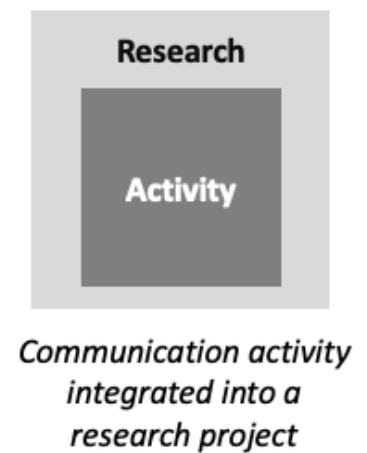 Research
Activity
Communication activity
integrated into a
research project